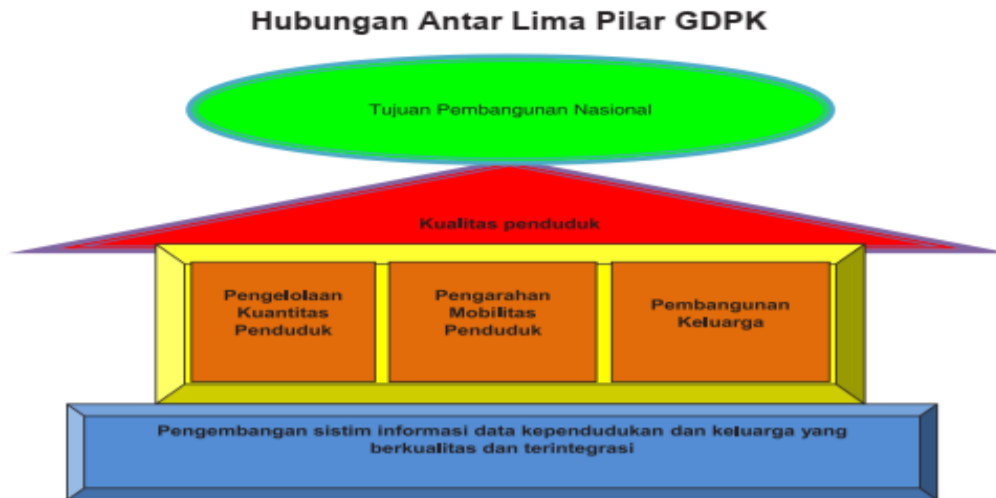 Hubungan Antar Lima Pilar GDPK
Tujuan Pembangunan Nasional
Kualitas penduduk
Pengelolaan
Kuantitas
Penduduk
Pengarahan
Mobilitas
Penduduk
Pembangunan
Keluarga
Pengembangan sistim informasi data kependudukan dan keluarga yang
berkualitas dan terintegrasi